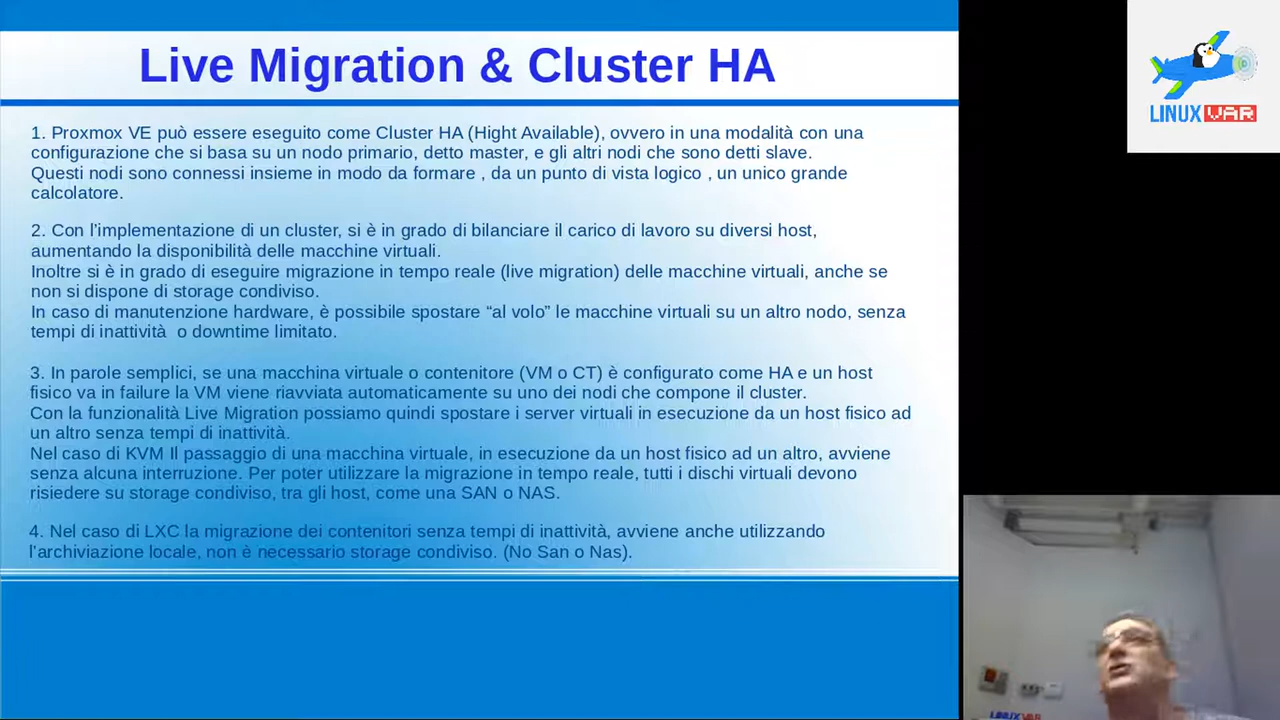 Live Migration & Cluster HA
1. Proxmox VE può essere eseguito come Cluster HA (Hight Available), ovvero in una modalità con una
configurazione che si basa su un nodo primario, detto master, e gli altri nodi che sono detti slave.
Questi nodi sono connessi insieme in modo da formare , da un punto di vista logico , un unico grande
calcolatore.
2. Con l'implementazione di un cluster, si è in grado di bilanciare il carico di lavoro su diversi host,
aumentando la disponibilità delle macchine virtuali.
Inoltre si è in grado di eseguire migrazione in tempo reale (live migration) delle macchine virtuali, anche se
non si dispone di storage condiviso.
In caso di manutenzione hardware, è possibile spostare “al volo” le macchine virtuali su un altro nodo, senza
tempi di inattività  o downtime limitato.
3. In parole semplici, se una macchina virtuale o contenitore (VM o CT) è configurato come HA e un host
fisico va in failure la VM viene riavviata automaticamente su uno dei nodi che compone il cluster.
Con la funzionalità Live Migration possiamo quindi spostare i server virtuali in esecuzione da un host fisico ad
un altro senza tempi di inattività.
Nel caso di KVM Il passaggio di una macchina virtuale, in esecuzione da un host fisico ad un altro, avviene
senza alcuna interruzione. Per poter utilizzare la migrazione in tempo reale, tutti i dischi virtuali devono
risiedere su storage condiviso, tra gli host, come una SAN o NAS.
4. Nel caso di LXC la migrazione dei contenitori senza tempi di inattività, avviene anche utilizzando
l'archiviazione locale, non è necessario storage condiviso. (No San o Nas).
LINUX VAR
LINUXVAR